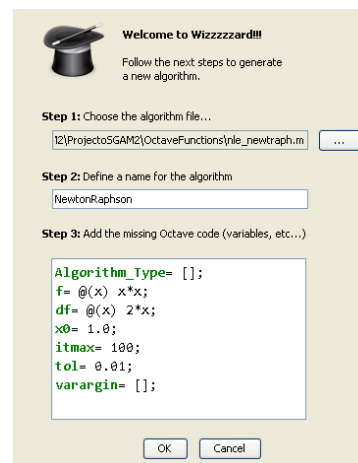 Welcome to Wizzzzzard!!!
Follow the next steps to generate
a new algorithm.
Step 1: Choose the algorithm file...
12\ProjectoSGAM2\OctaveFunctions\nle_newtraph.m
...
Step 2: Define a name for the algorithm
NewtonRaphson
Step 3: Add the missing Octave code (variables, etc...)
Algorithm_Type= [];
f= @(x) x*x;
df= @(x) 2*x;
x0= 1.0;
itmax= 100;
tol= 0.01;
varargin= [];
OK
Cancel